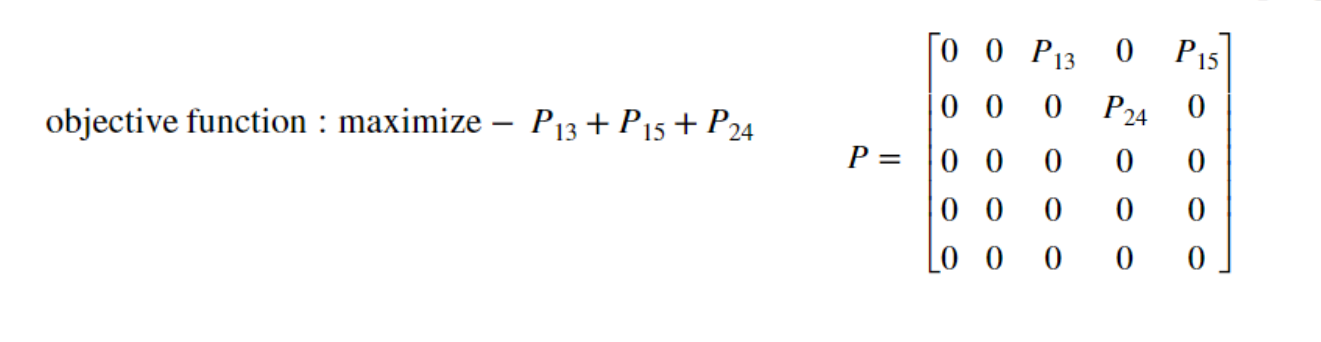 objective function : maximize − P₁₃ + P₁₅ + P₂₄
P =
0 0 P₁₃ 0 P₁₅
0 0 0 P₂₄ 0
0 0 0 0 0
0 0 0 0 0
0 0 0 0 0